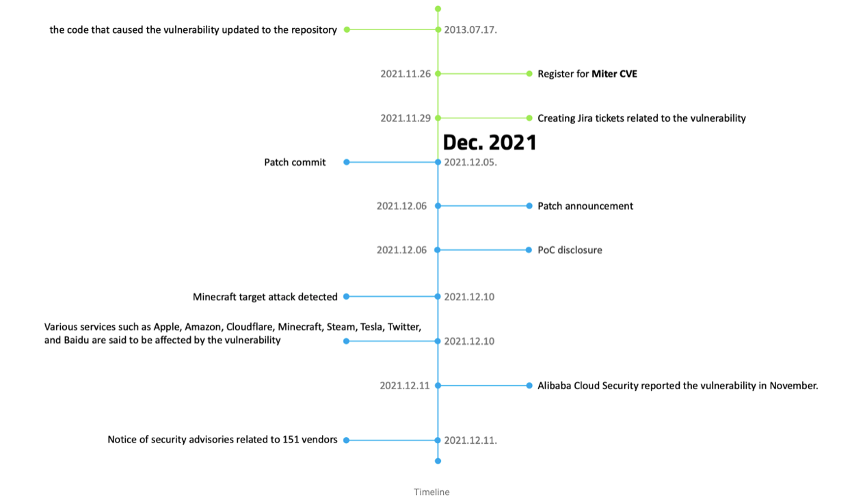 the code that caused the vulnerability updated to the repository
2013.07.17.
2021.11.26
Register for Miter CVE
2021.11.29
Creating Jira tickets related to the vulnerability
Dec. 2021
Patch commit
2021.12.05.
2021.12.06
Patch announcement
2021.12.06
PoC disclosure
Minecraft target attack detected
2021.12.10
Various services such as Apple, Amazon, Cloudflare, Minecraft, Steam, Tesla, Twitter,
and Baidu are said to be affected by the vulnerability
2021.12.10
2021.12.11
Alibaba Cloud Security reported the vulnerability in November.
Notice of security advisories related to 151 vendors
2021.12.11.
Timeline